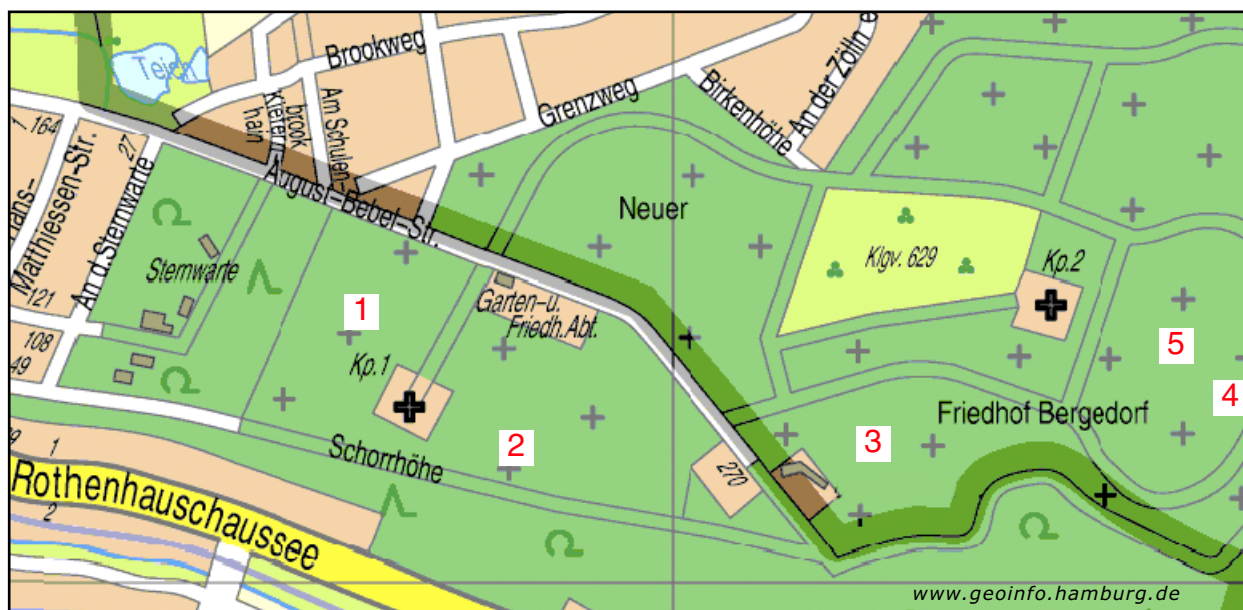 Brookweg
Teich
Grenzweg
Birkenhöhe
An der Zölln
164
Matthiessen-Str.
27
An d. Sternwarte
Kiefern-
hain
Am Schulen-
brook
August-Bebel-Str.
Neuer
Klgv. 629
Kp.2
Sternwarte
121
108
49
1
Garten-u.
Friedh.Abt.
Kp.1
5
4
3
Friedhof Bergedorf
2
Schorrhöhe
270
1
Rothenhauschaussee
2
www.geoinfo.hamburg.de